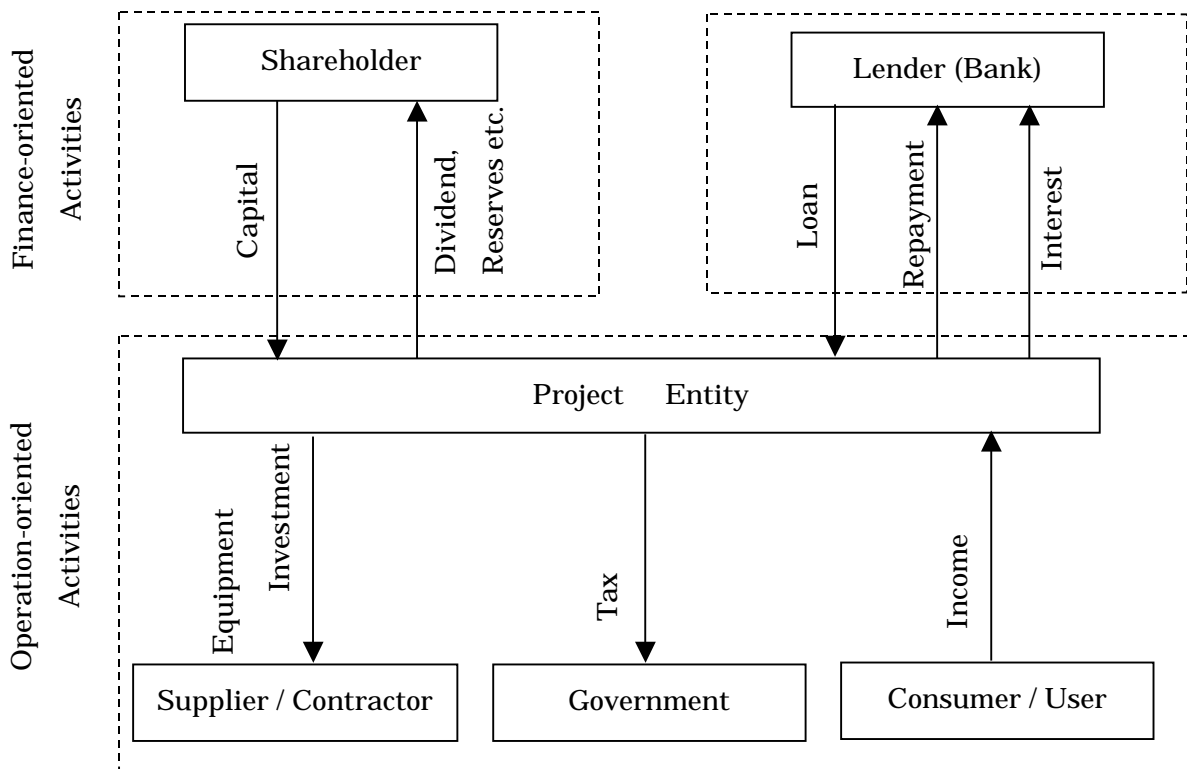 Finance-oriented
Activities
Shareholder
Lender (Bank)
Capital
Dividend,
Reserves etc.
Loan
Repayment
Interest
Operation-oriented
Activities
Project Entity
Equipment
Investment
Tax
Income
Supplier / Contractor
Government
Consumer / User